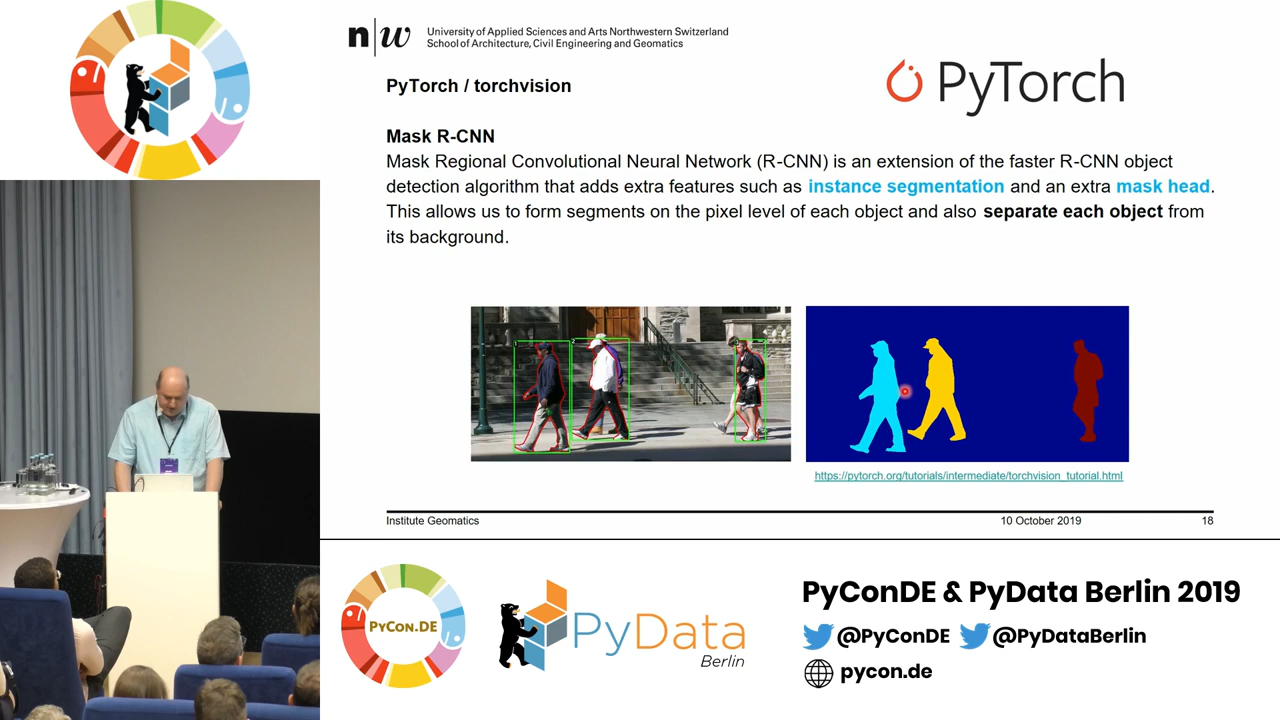 n|w
University of Applied Sciences and Arts Northwestern Switzerland
School of Architecture, Civil Engineering and Geomatics
PyTorch / torchvision
PyTorch
Mask R-CNN
Mask Regional Convolutional Neural Network (R-CNN) is an extension of the faster R-CNN object
detection algorithm that adds extra features such as instance segmentation and an extra mask head.
This allows us to form segments on the pixel level of each object and also separate each object from
its background.
https://pytorch.org/tutorials/intermediate/torchvision_tutorial.html
Institute Geomatics
10 October 2019
18
PYCON.DE
PyData
Berlin
PyConDE & PyData Berlin 2019
@PyConDE @PyDataBerlin
pycon.de